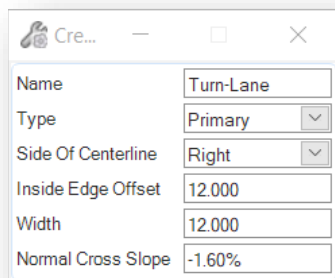 Cre...
Name Turn-Lane
Type Primary
Side Of Centerline Right
Inside Edge Offset 12.000
Width 12.000
Normal Cross Slope -1.60%